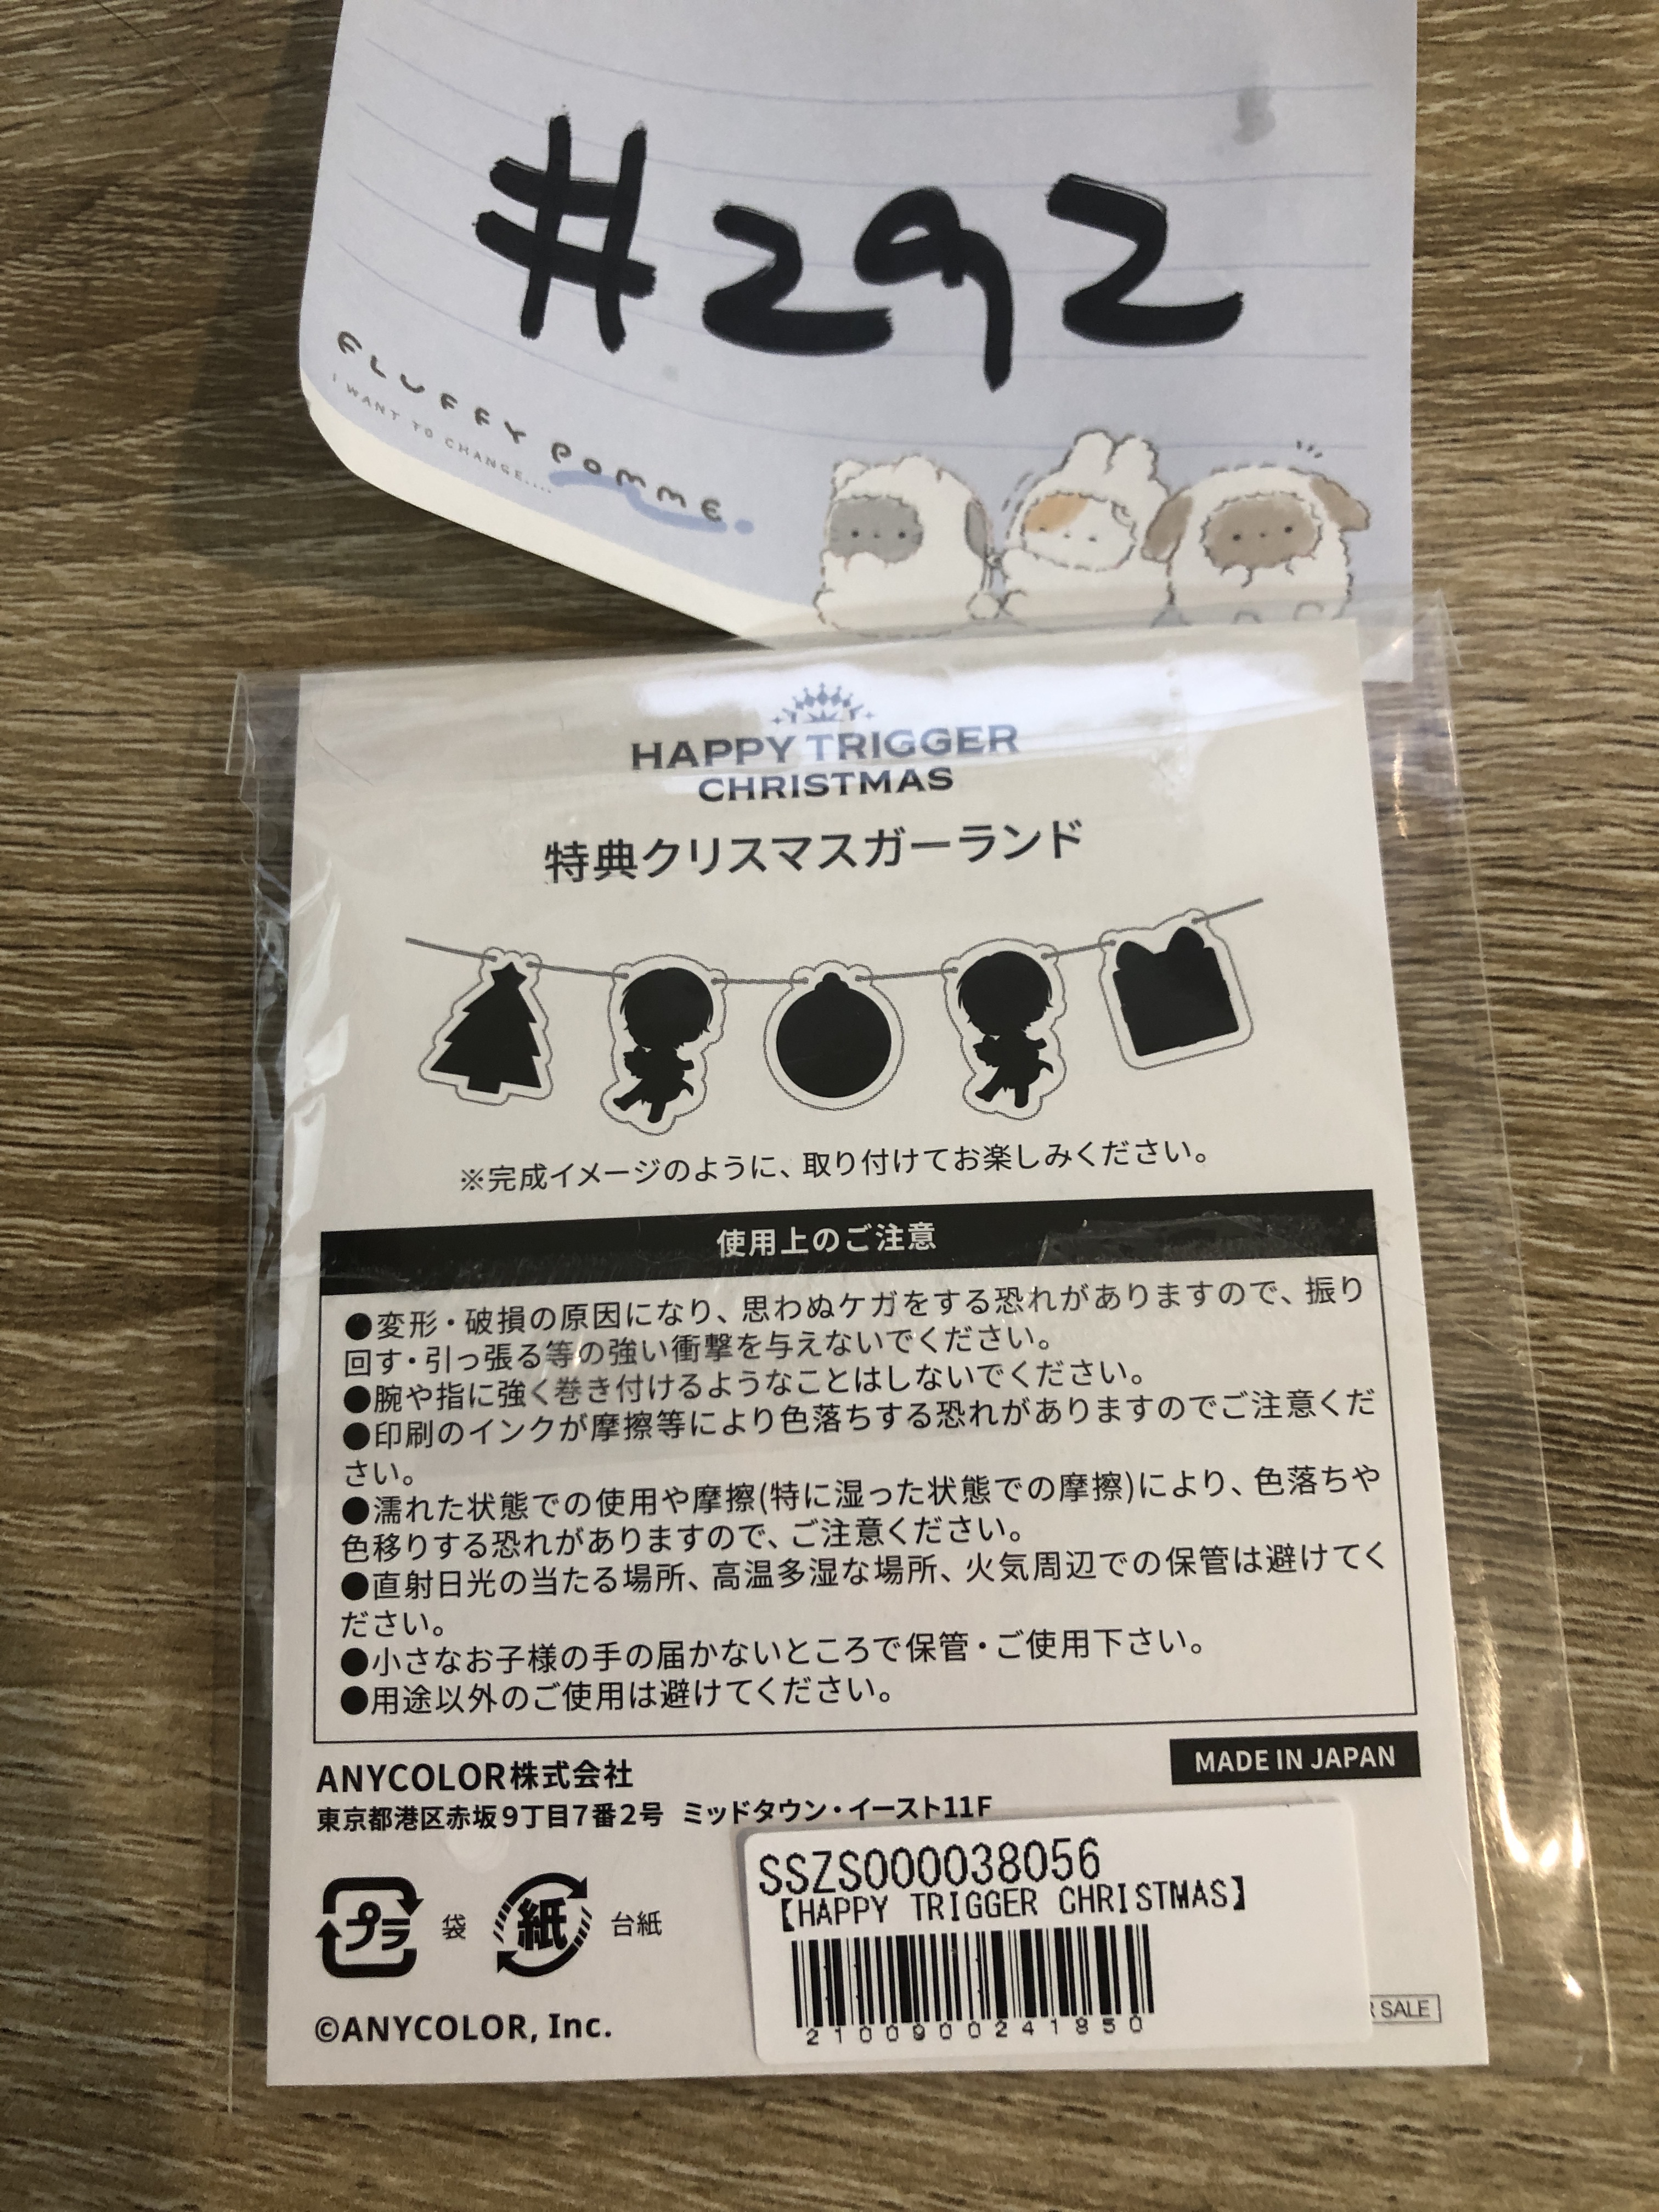 #292
FLUFFY POMME.
I WANT TO CHANGE....
HAPPY TRIGGER
CHRISTMAS
特典クリスマスガーランド
※完成イメージのように、取り付けてお楽しみください。
使用上のご注意
●変形・破損の原因になり、思わぬケガをする恐れがありますので、振り
回す・引っ張る等の強い衝撃を与えないでください。
●腕や指に強く巻き付けるようなことはしないでください。
●印刷のインクが摩擦等により色落ちする恐れがありますのでご注意くだ
さい。
●濡れた状態での使用や摩擦(特に湿った状態での摩擦)により、色落ちや
色移りする恐れがありますので、ご注意ください。
●直射日光の当たる場所、高温多湿な場所、火気周辺での保管は避けてく
ださい。
●小さなお子様の手の届かないところで保管・ご使用下さい。
●用途以外のご使用は避けてください。
ANYCOLOR株式会社
MADE IN JAPAN
東京都港区赤坂9丁目7番2号 ミッドタウン・イースト11F
SSZS000038056
【HAPPY TRIGGER CHRISTMAS】
プラ 袋 紙 台紙
2100900241850
SALE
©ANYCOLOR, Inc.